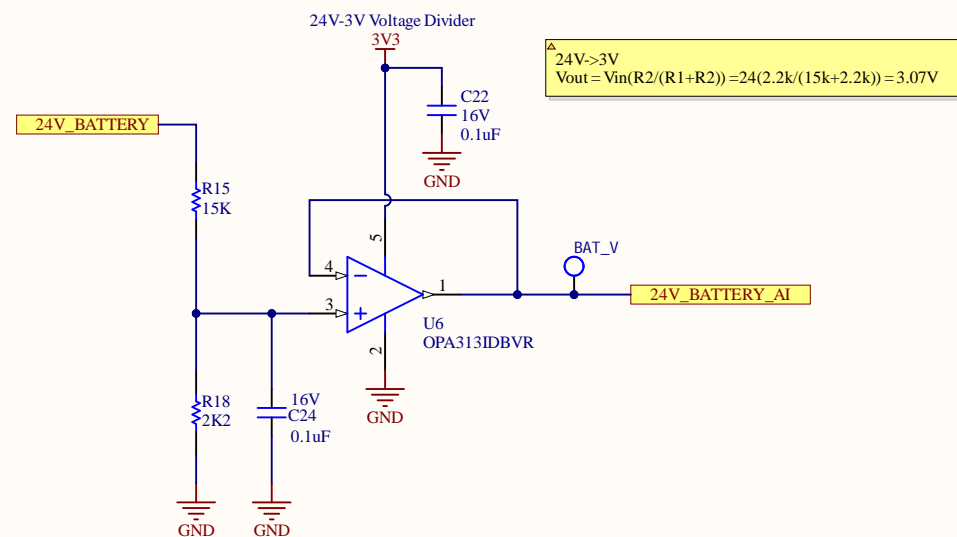 24V-3V Voltage Divider
3V3
24V->3V
Vout = Vin(R2/(R1+R2)) =24(2.2k/(15k+2.2k)) = 3.07V
C22
16V
0.1uF
GND
24V_BATTERY
R15
15K
5
BAT_V
4
1
24V_BATTERY_AI
3
U6
OPA313IDBVR
2
GND
R18
2K2
16V
C24
0.1uF
GND
GND